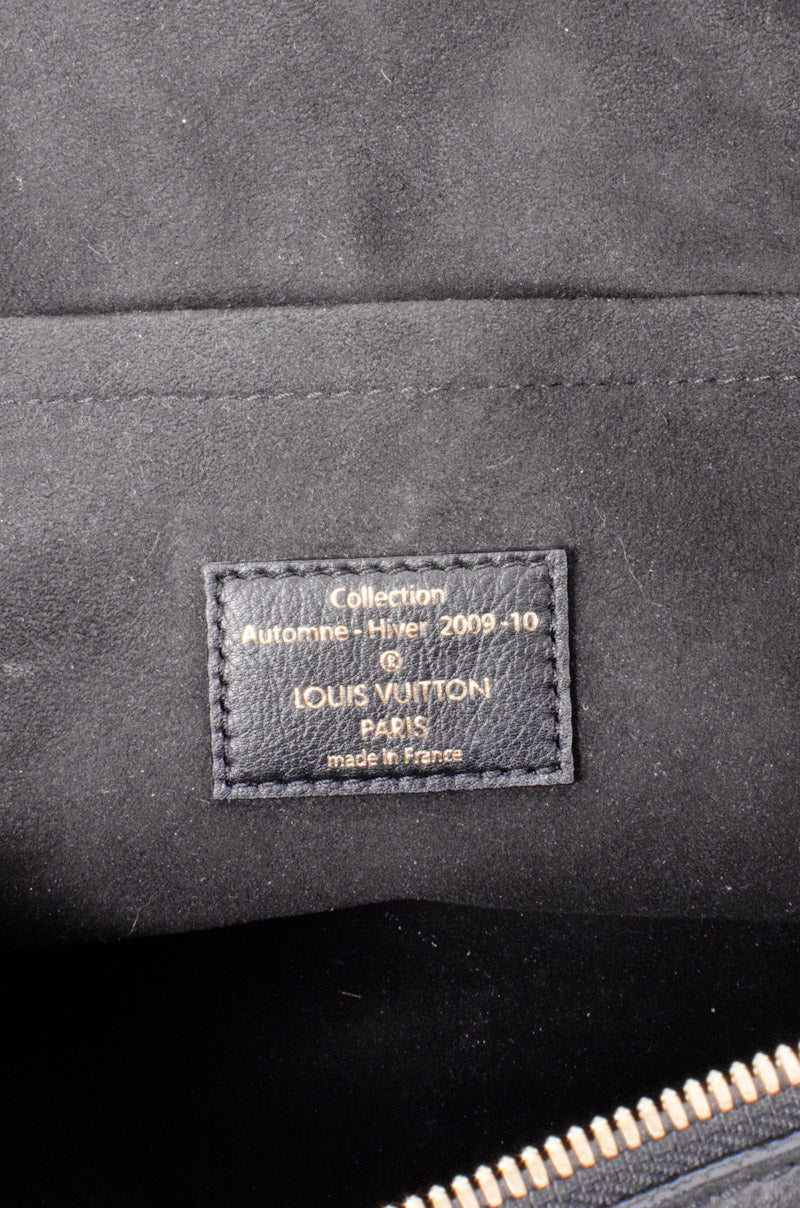 Collection
Automne - Hiver 2009 -10
®
LOUIS VUITTON
PARIS
made in France